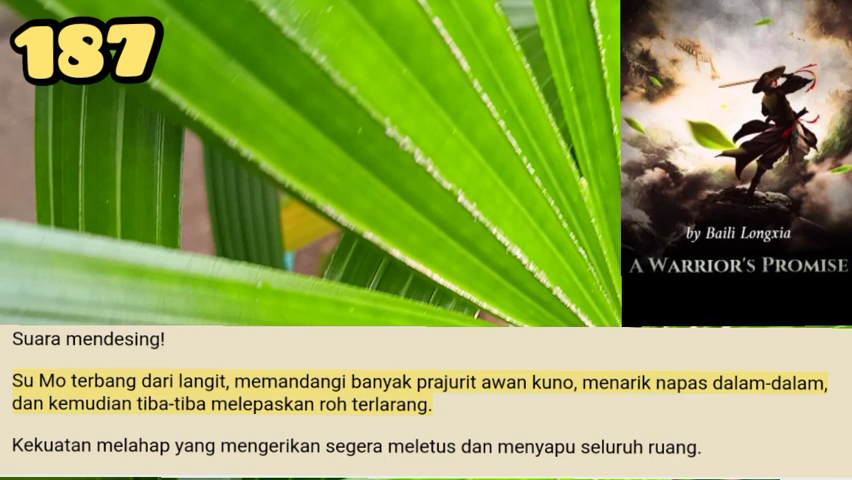 187
by Baili Longxia
A WARRIOR'S PROMISE
Suara mendesing!
Su Mo terbang dari langit, memandangi banyak prajurit awan kuno, menarik napas dalam-dalam,
dan kemudian tiba-tiba melepaskan roh terlarang.
Kekuatan melahap yang mengerikan segera meletus dan menyapu seluruh ruang.